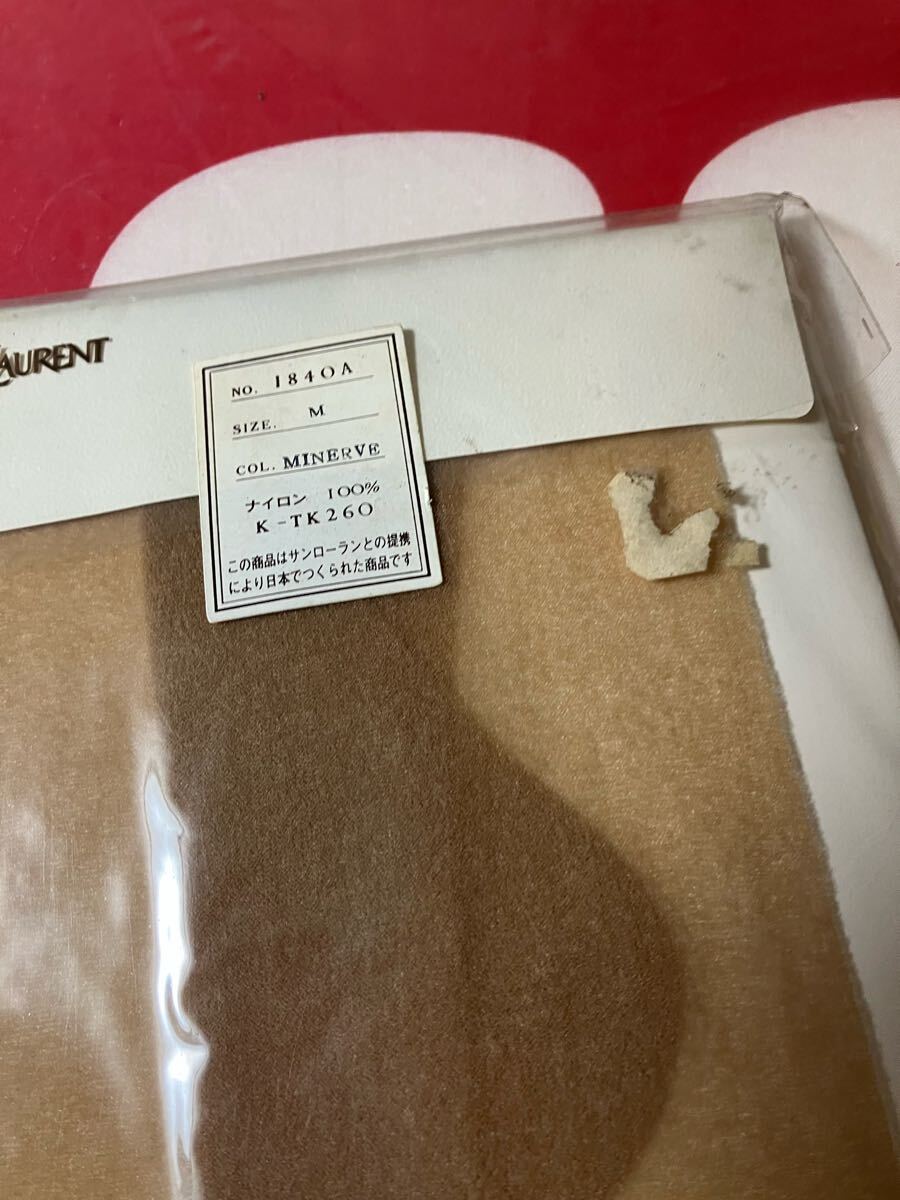 LAURENT
NO. 1840A
SIZE. M
COL. MINERVE
ナイロン 100%
K-TK260
この商品はサンローランとの提携
により日本でつくられた商品です